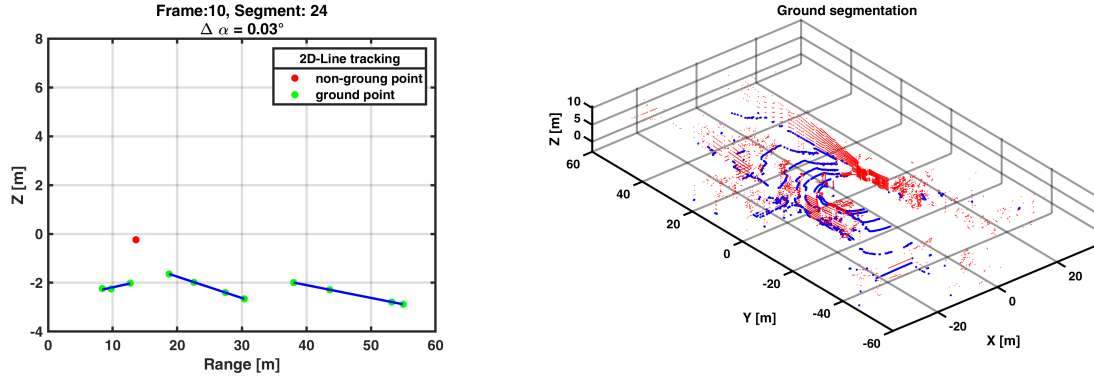 Frame:10, Segment: 24
Δ α = 0.03°
8
6
4
2
0
-2
-4
Z [m]
2D-Line tracking
non-groung point
ground point
0 10 20 30 40 50 60
Range [m]
Ground segmentation
10
5
0
Z [m]
60
40
20
0
-20
-40
-60
Y [m]
-20
0
20
X [m]